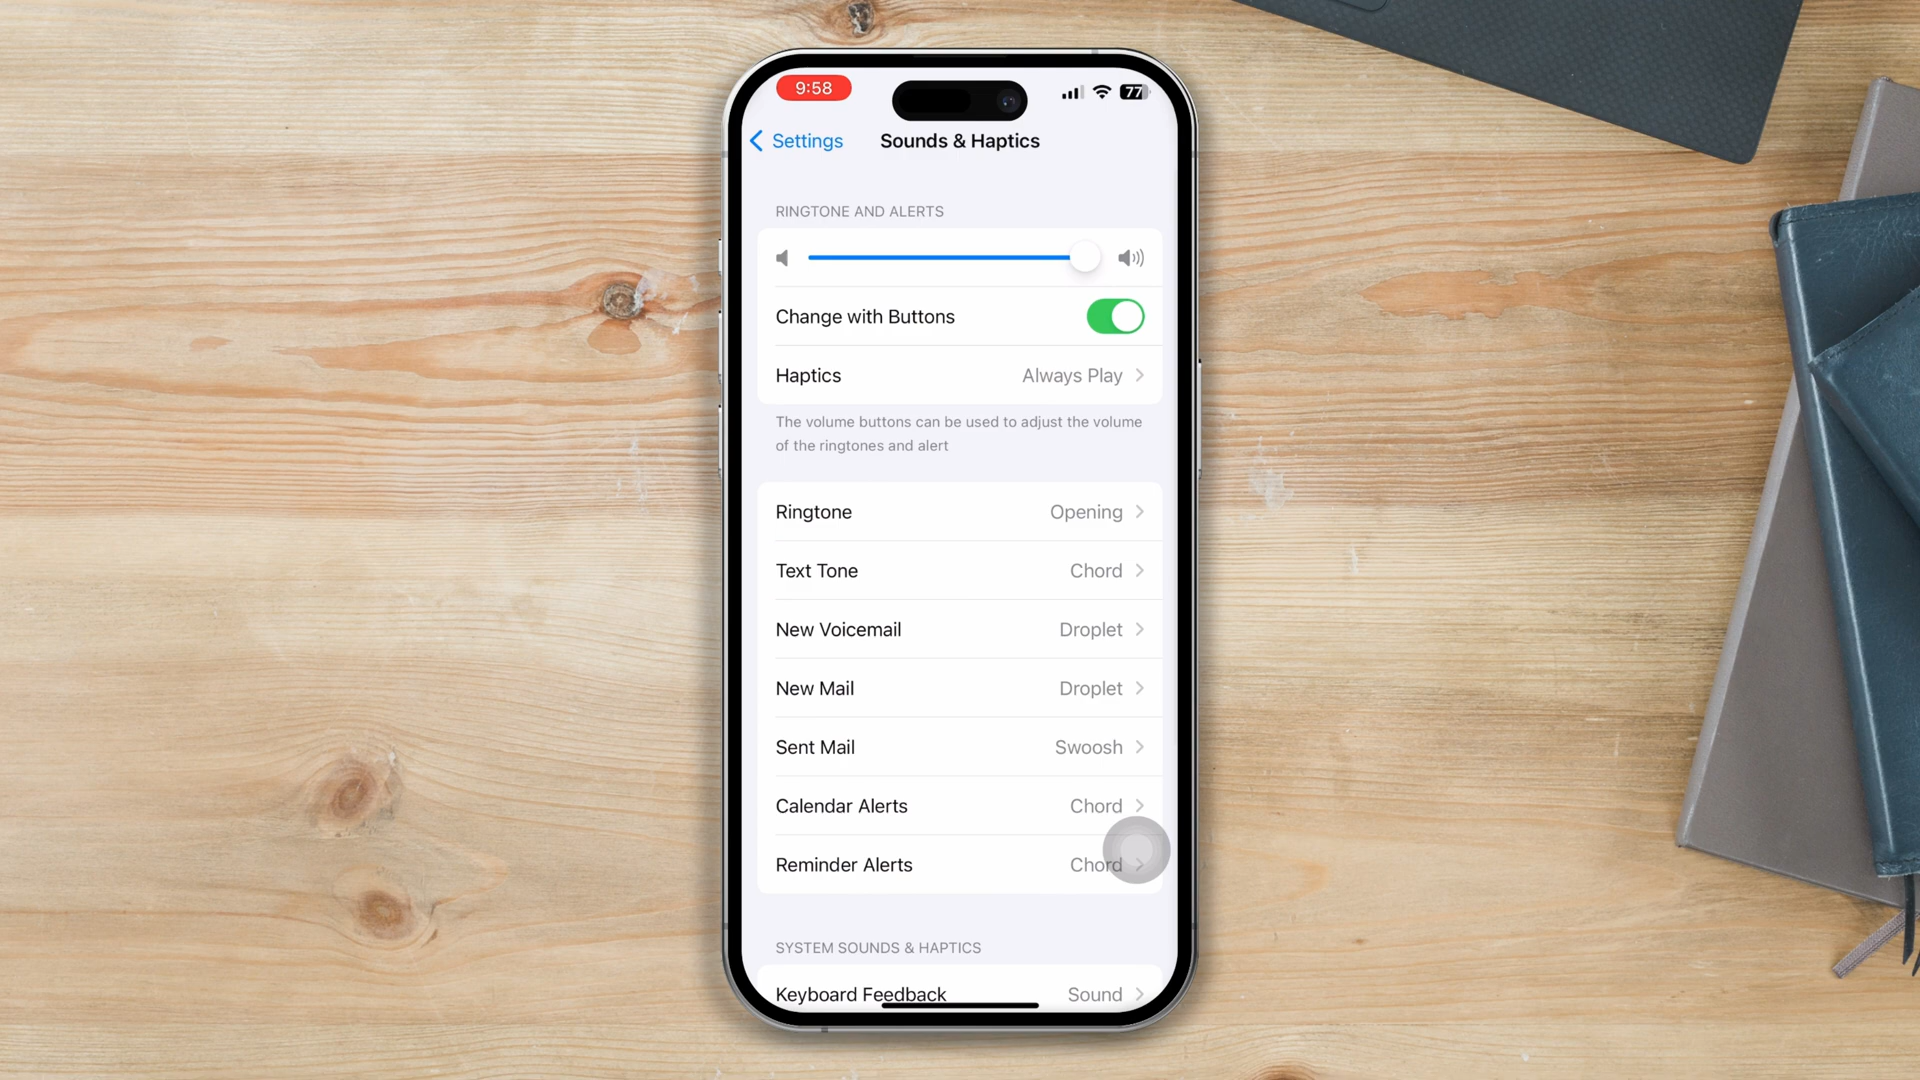 9:58
77
Settings
Sounds & Haptics
RINGTONE AND ALERTS
Change with Buttons
Haptics Always Play
The volume buttons can be used to adjust the volume
of the ringtones and alert
Ringtone Opening
Text Tone Chord
New Voicemail Droplet
New Mail Droplet
Sent Mail Swoosh
Calendar Alerts Chord
Reminder Alerts Chord
SYSTEM SOUNDS & HAPTICS
Keyboard Feedback Sound